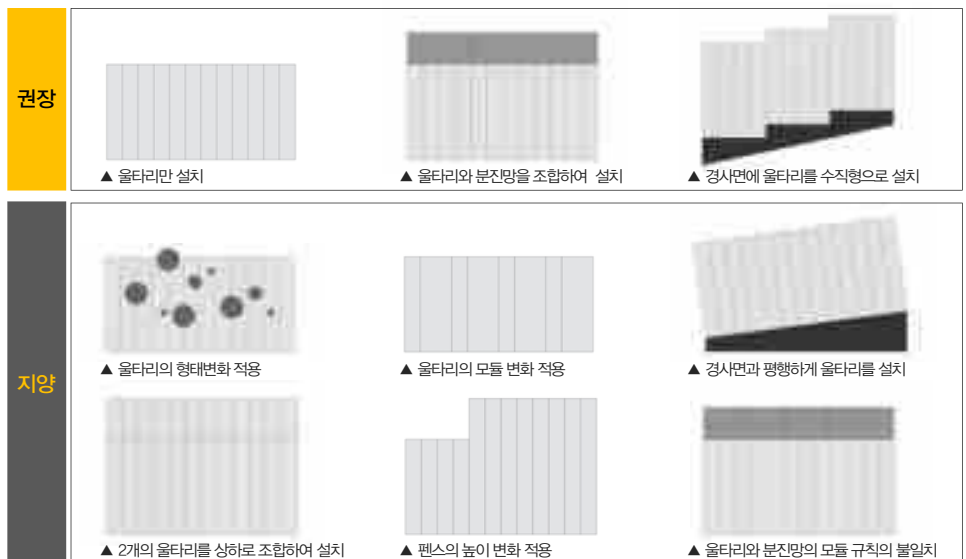 권장
▲ 울타리만 설치
▲ 울타리와 분진망을 조합하여 설치
▲ 경사면에 울타리를 수직형으로 설치
지양
▲ 울타리의 형태변화 적용
▲ 울타리의 모듈 변화 적용
▲ 경사면과 평행하게 울타리를 설치
▲ 2개의 울타리를 상하로 조합하여 설치
▲ 펜스의 높이 변화 적용
▲ 울타리와 분진망의 모듈 규칙의 불일치